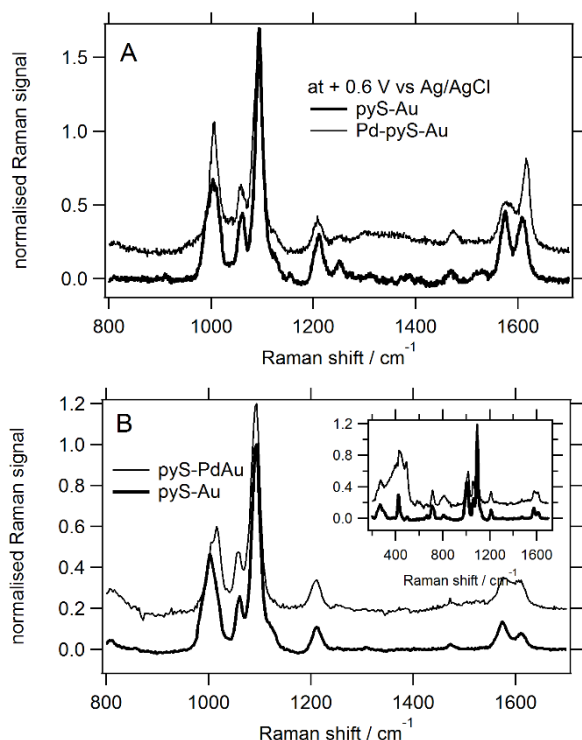 A
at + 0.6 V vs Ag/AgCl
pyS-Au
Pd-pyS-Au
normalised Raman signal
1.5
1.0
0.5
0.0
800 1000 1200 1400 1600
Raman shift / cm-1
B
pyS-PdAu
pyS-Au
normalised Raman signal
1.2
1.0
0.8
0.6
0.4
0.2
0.0
800 1000 1200 1400 1600
Raman shift / cm-1
1.2
0.8
0.4
0.0
400 800 1200 1600
Raman shift / cm-1